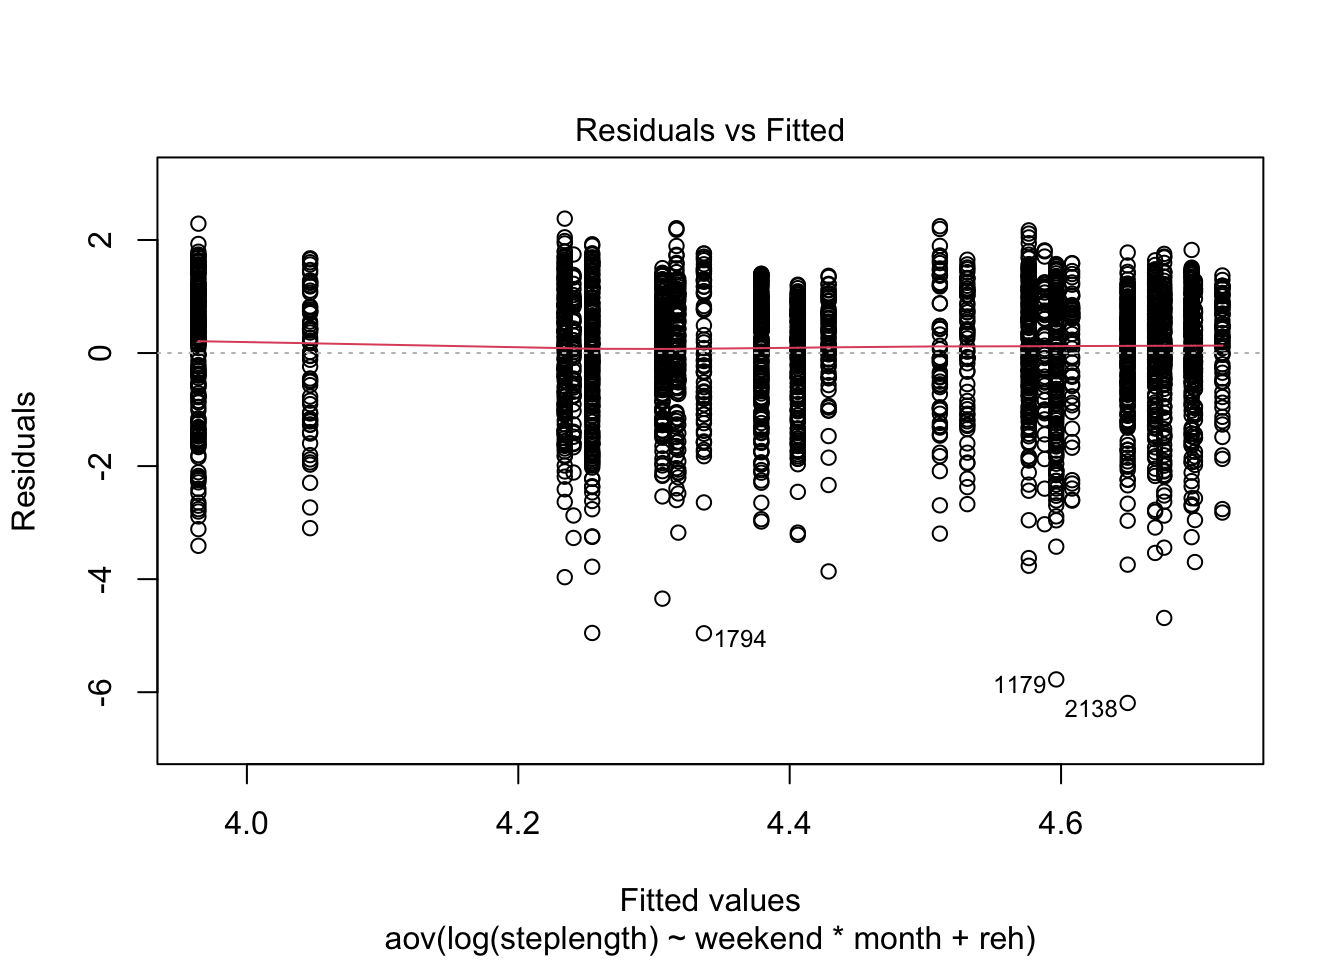 Residuals vs Fitted
Residuals
2
0
-2
-4
-6
1794
1179
2138
4.0 4.2 4.4 4.6
Fitted values
aov(log(steplength) ~ weekend * month + reh)